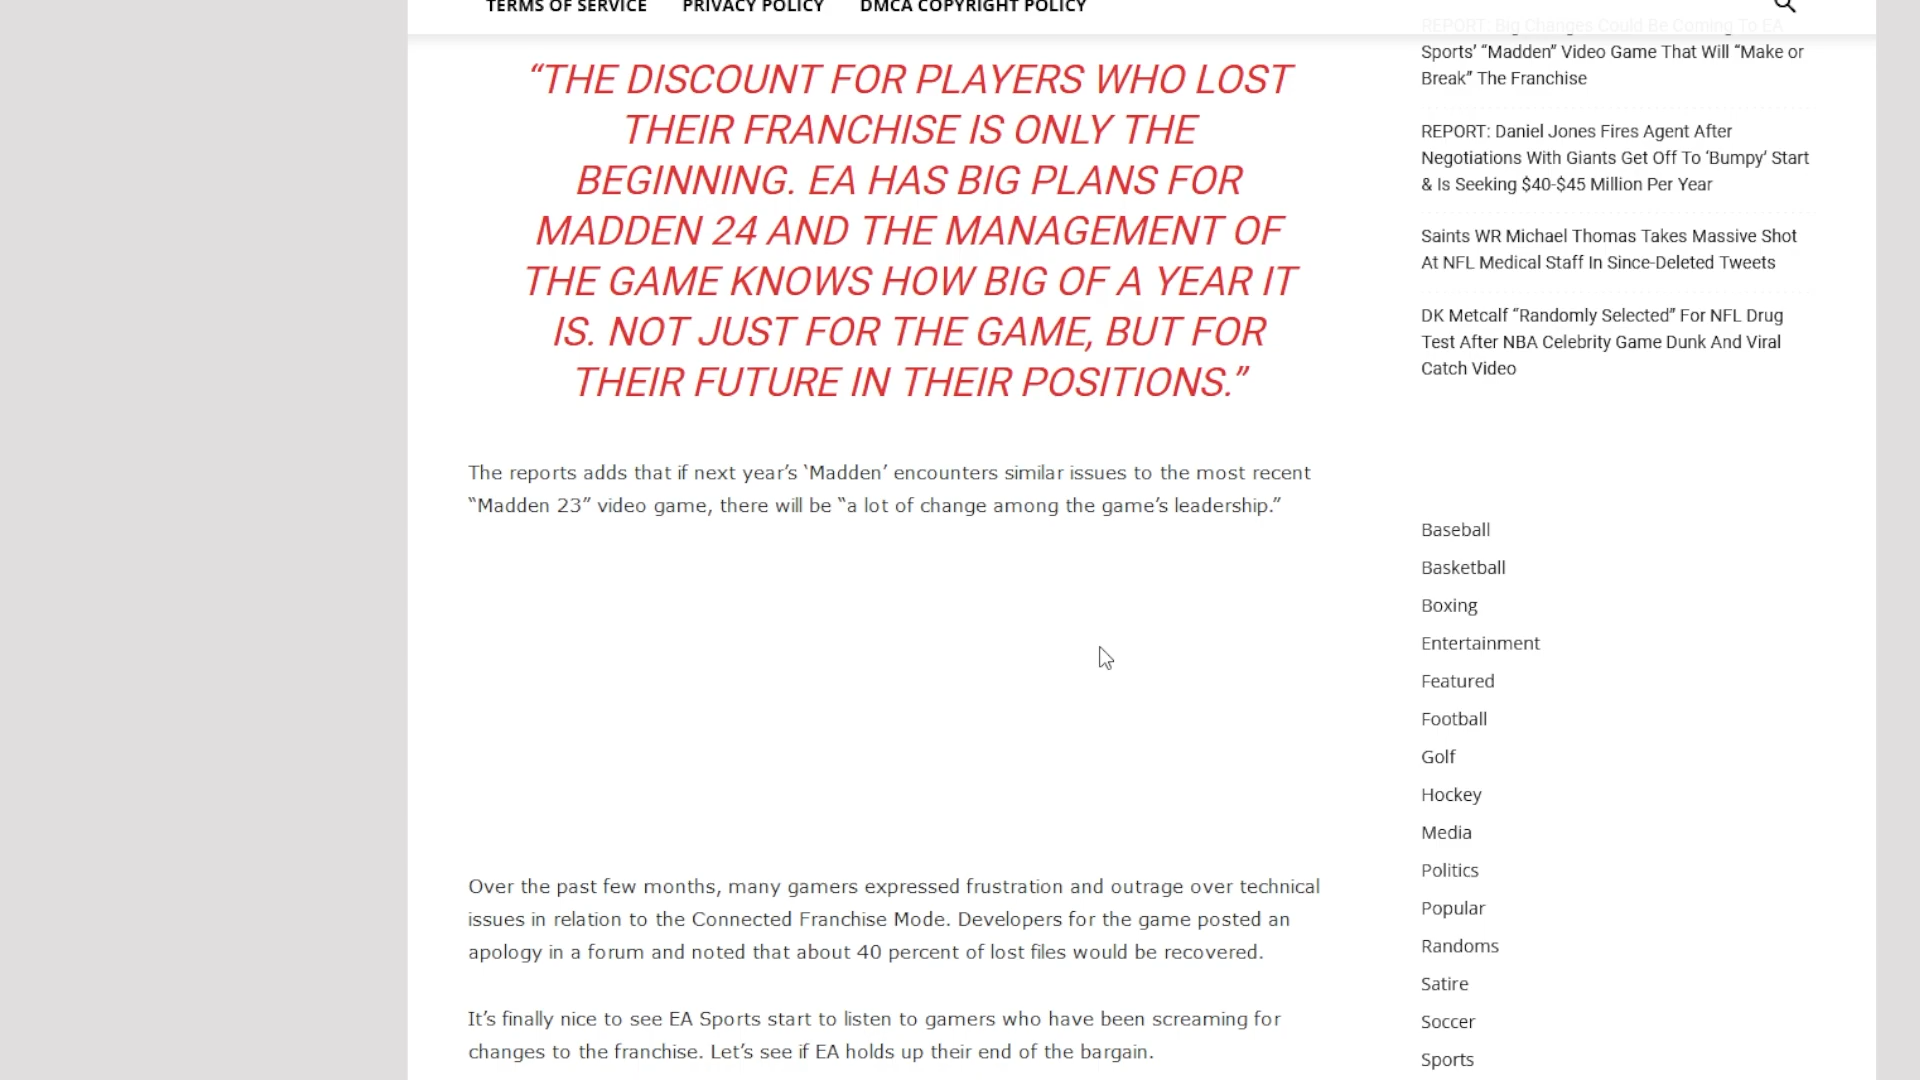 TERMS OF SERVICE
PRIVACY POLICY
DMCA COPYRIGHT POLICY
“THE DISCOUNT FOR PLAYERS WHO LOST
THEIR FRANCHISE IS ONLY THE
BEGINNING. EA HAS BIG PLANS FOR
MADDEN 24 AND THE MANAGEMENT OF
THE GAME KNOWS HOW BIG OF A YEAR IT
IS. NOT JUST FOR THE GAME, BUT FOR
THEIR FUTURE IN THEIR POSITIONS.”
The reports adds that if next year’s ‘Madden’ encounters similar issues to the most recent
“Madden 23” video game, there will be “a lot of change among the game’s leadership.”
Over the past few months, many gamers expressed frustration and outrage over technical
issues in relation to the Connected Franchise Mode. Developers for the game posted an
apology in a forum and noted that about 40 percent of lost files would be recovered.
It’s finally nice to see EA Sports start to listen to gamers who have been screaming for
changes to the franchise. Let’s see if EA holds up their end of the bargain.
REPORT: Big Changes Could Be Coming To EA
Sports’ “Madden” Video Game That Will “Make or
Break” The Franchise
REPORT: Daniel Jones Fires Agent After
Negotiations With Giants Get Off To ‘Bumpy’ Start
& Is Seeking $40-$45 Million Per Year
Saints WR Michael Thomas Takes Massive Shot
At NFL Medical Staff In Since-Deleted Tweets
DK Metcalf “Randomly Selected” For NFL Drug
Test After NBA Celebrity Game Dunk And Viral
Catch Video
Baseball
Basketball
Boxing
Entertainment
Featured
Football
Golf
Hockey
Media
Politics
Popular
Randoms
Satire
Soccer
Sports